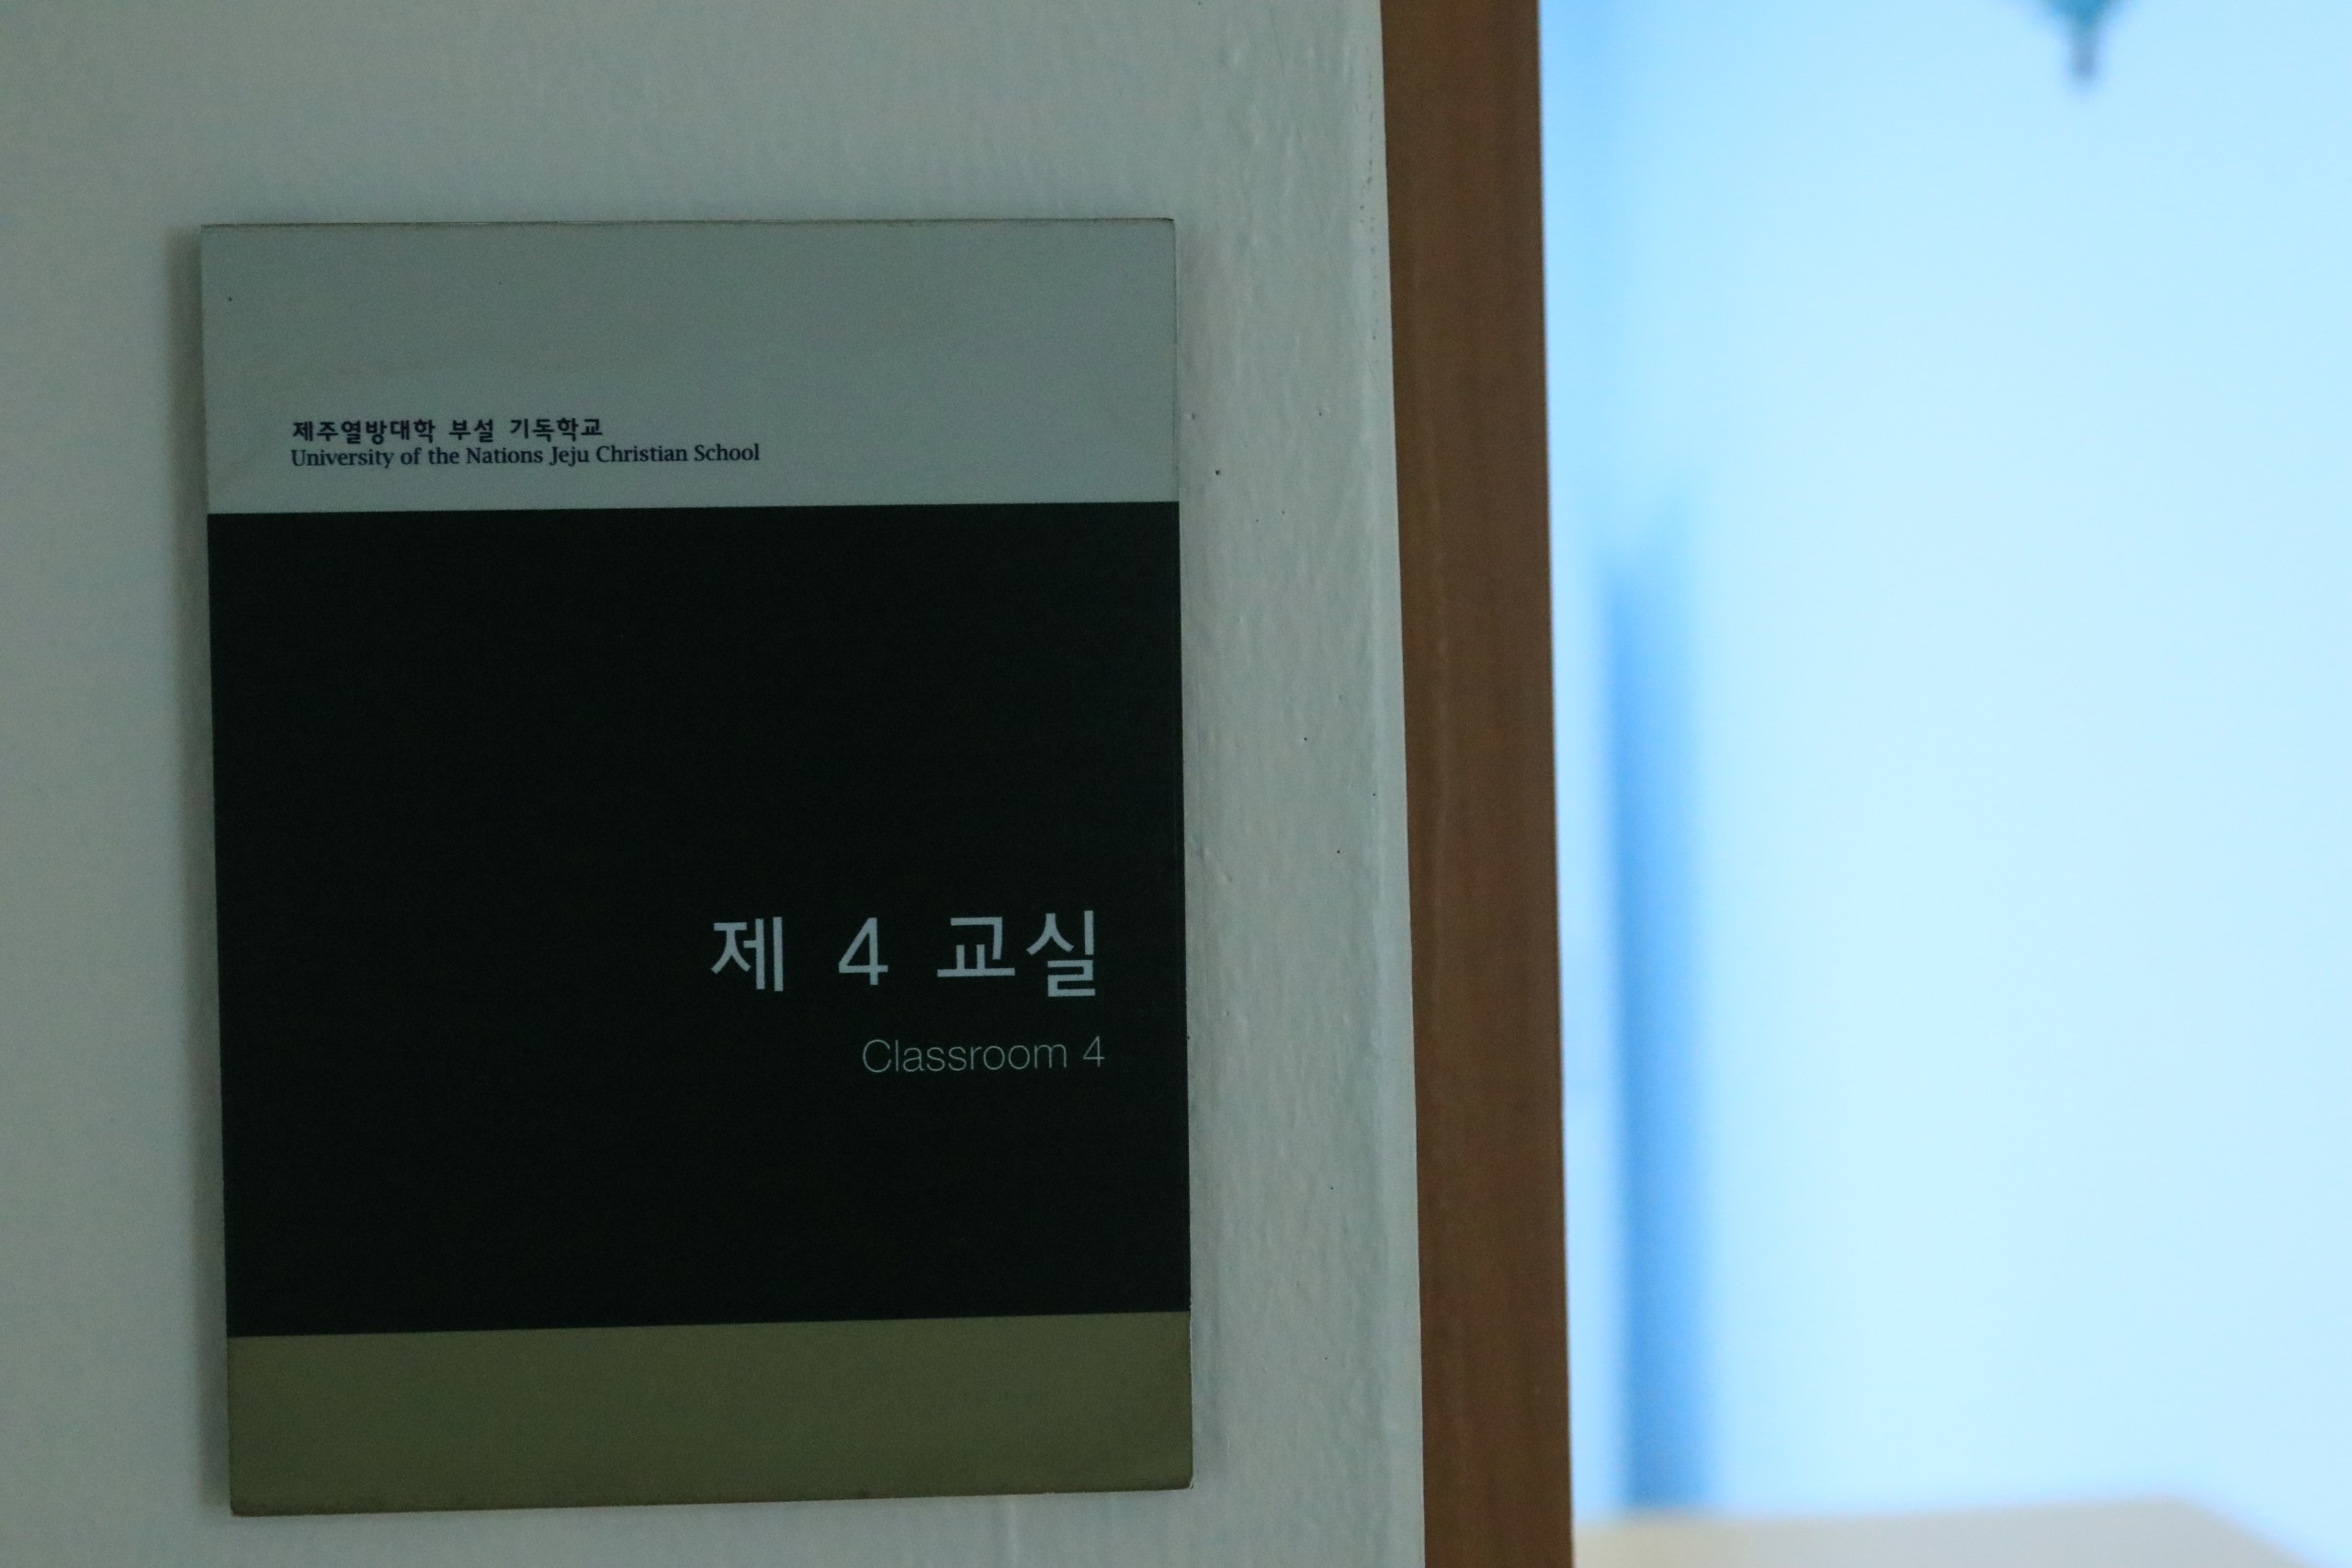 제주열방대학 부설 기독학교
University of the Nations Jeju Christian School
제 4 교실
Classroom 4